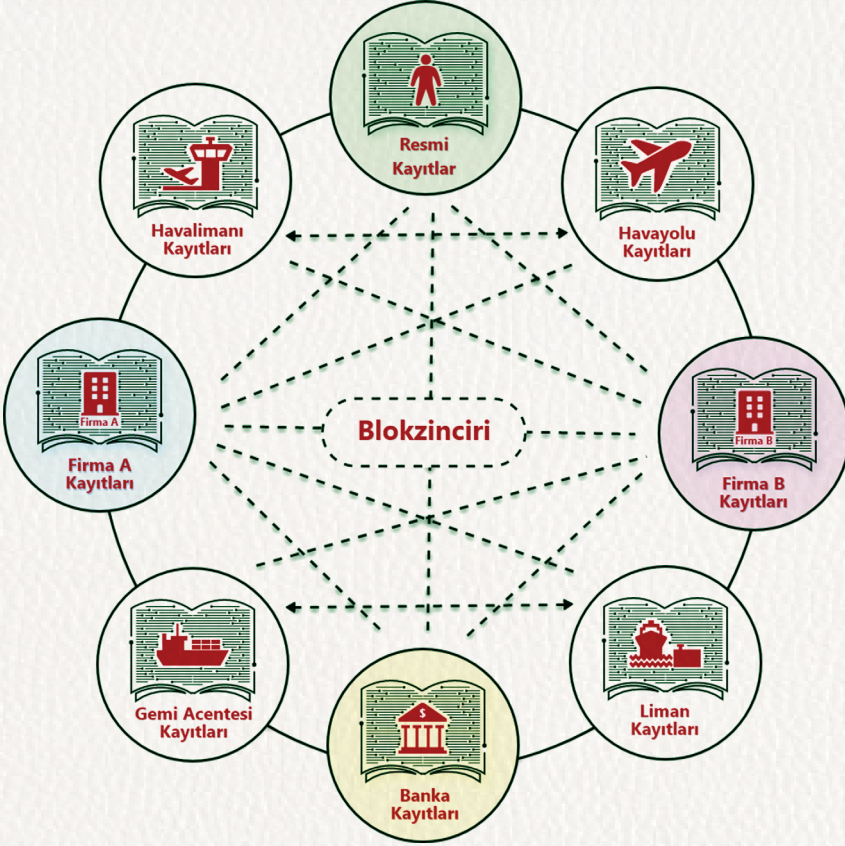 Resmi
Kayıtlar
Havalimanı
Kayıtları
Havayolu
Kayıtları
Firma A
Firma A
Kayıtları
Blokzinciri
Firma B
Firma B
Kayıtları
Gemi Acentesi
Kayıtları
$
Banka
Kayıtları
Liman
Kayıtları